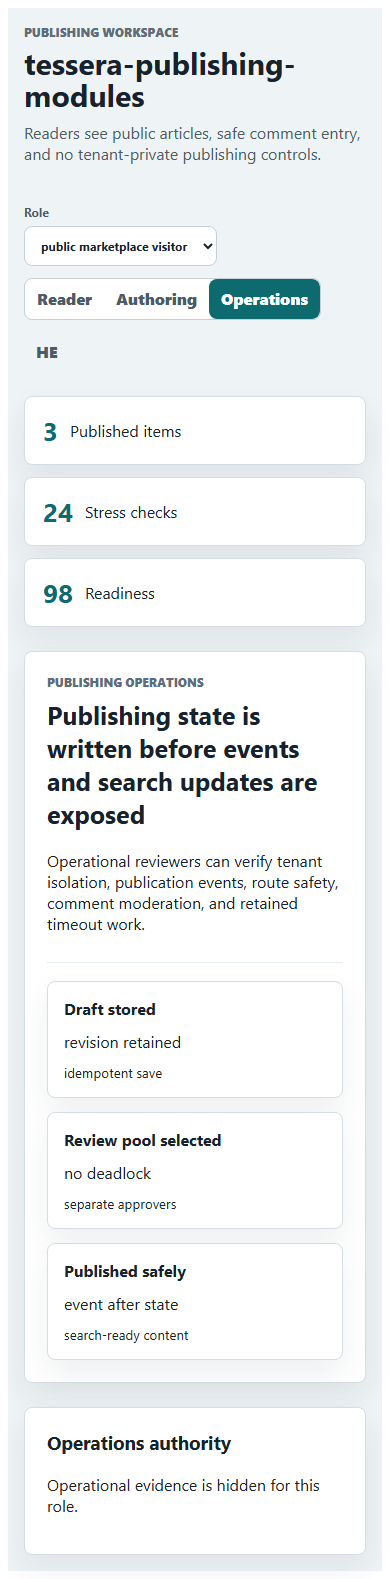 PUBLISHING WORKSPACE
tessera-publishing-
modules
Readers see public articles, safe comment entry,
and no tenant-private publishing controls.
Role
public marketplace visitor
Reader Authoring Operations
HE
3 Published items
24 Stress checks
98 Readiness
PUBLISHING OPERATIONS
Publishing state is
written before events
and search updates are
exposed
Operational reviewers can verify tenant
isolation, publication events, route safety,
comment moderation, and retained
timeout work.
Draft stored
revision retained
idempotent save
Review pool selected
no deadlock
separate approvers
Published safely
event after state
search-ready content
Operations authority
Operational evidence is hidden for this
role.